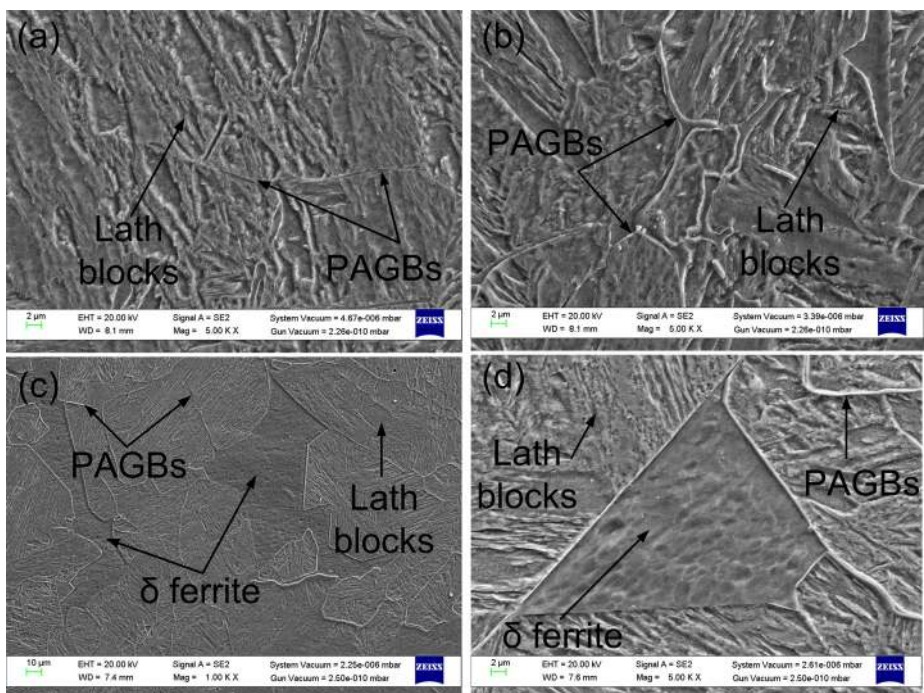 (a)
Lath
blocks
PAGBs
2 µm
EHT = 20.00 kV Signal A = SE2 System Vacuum = 4.67e-006 mbar
WD = 8.1 mm Mag = 5.00 K X Gun Vacuum = 2.26e-010 mbar
ZEISS
(b)
PAGBs
Lath
blocks
2 µm
EHT = 20.00 kV Signal A = SE2 System Vacuum = 3.39e-006 mbar
WD = 8.1 mm Mag = 5.00 K X Gun Vacuum = 2.26e-010 mbar
ZEISS
(c)
PAGBs
Lath
blocks
δ ferrite
10 µm
EHT = 20.00 kV Signal A = SE2 System Vacuum = 2.25e-006 mbar
WD = 7.4 mm Mag = 1.00 K X Gun Vacuum = 2.50e-010 mbar
ZEISS
(d)
Lath
blocks
PAGBs
δ ferrite
2 µm
EHT = 20.00 kV Signal A = SE2 System Vacuum = 2.61e-006 mbar
WD = 7.6 mm Mag = 5.00 K X Gun Vacuum = 2.50e-010 mbar
ZEISS